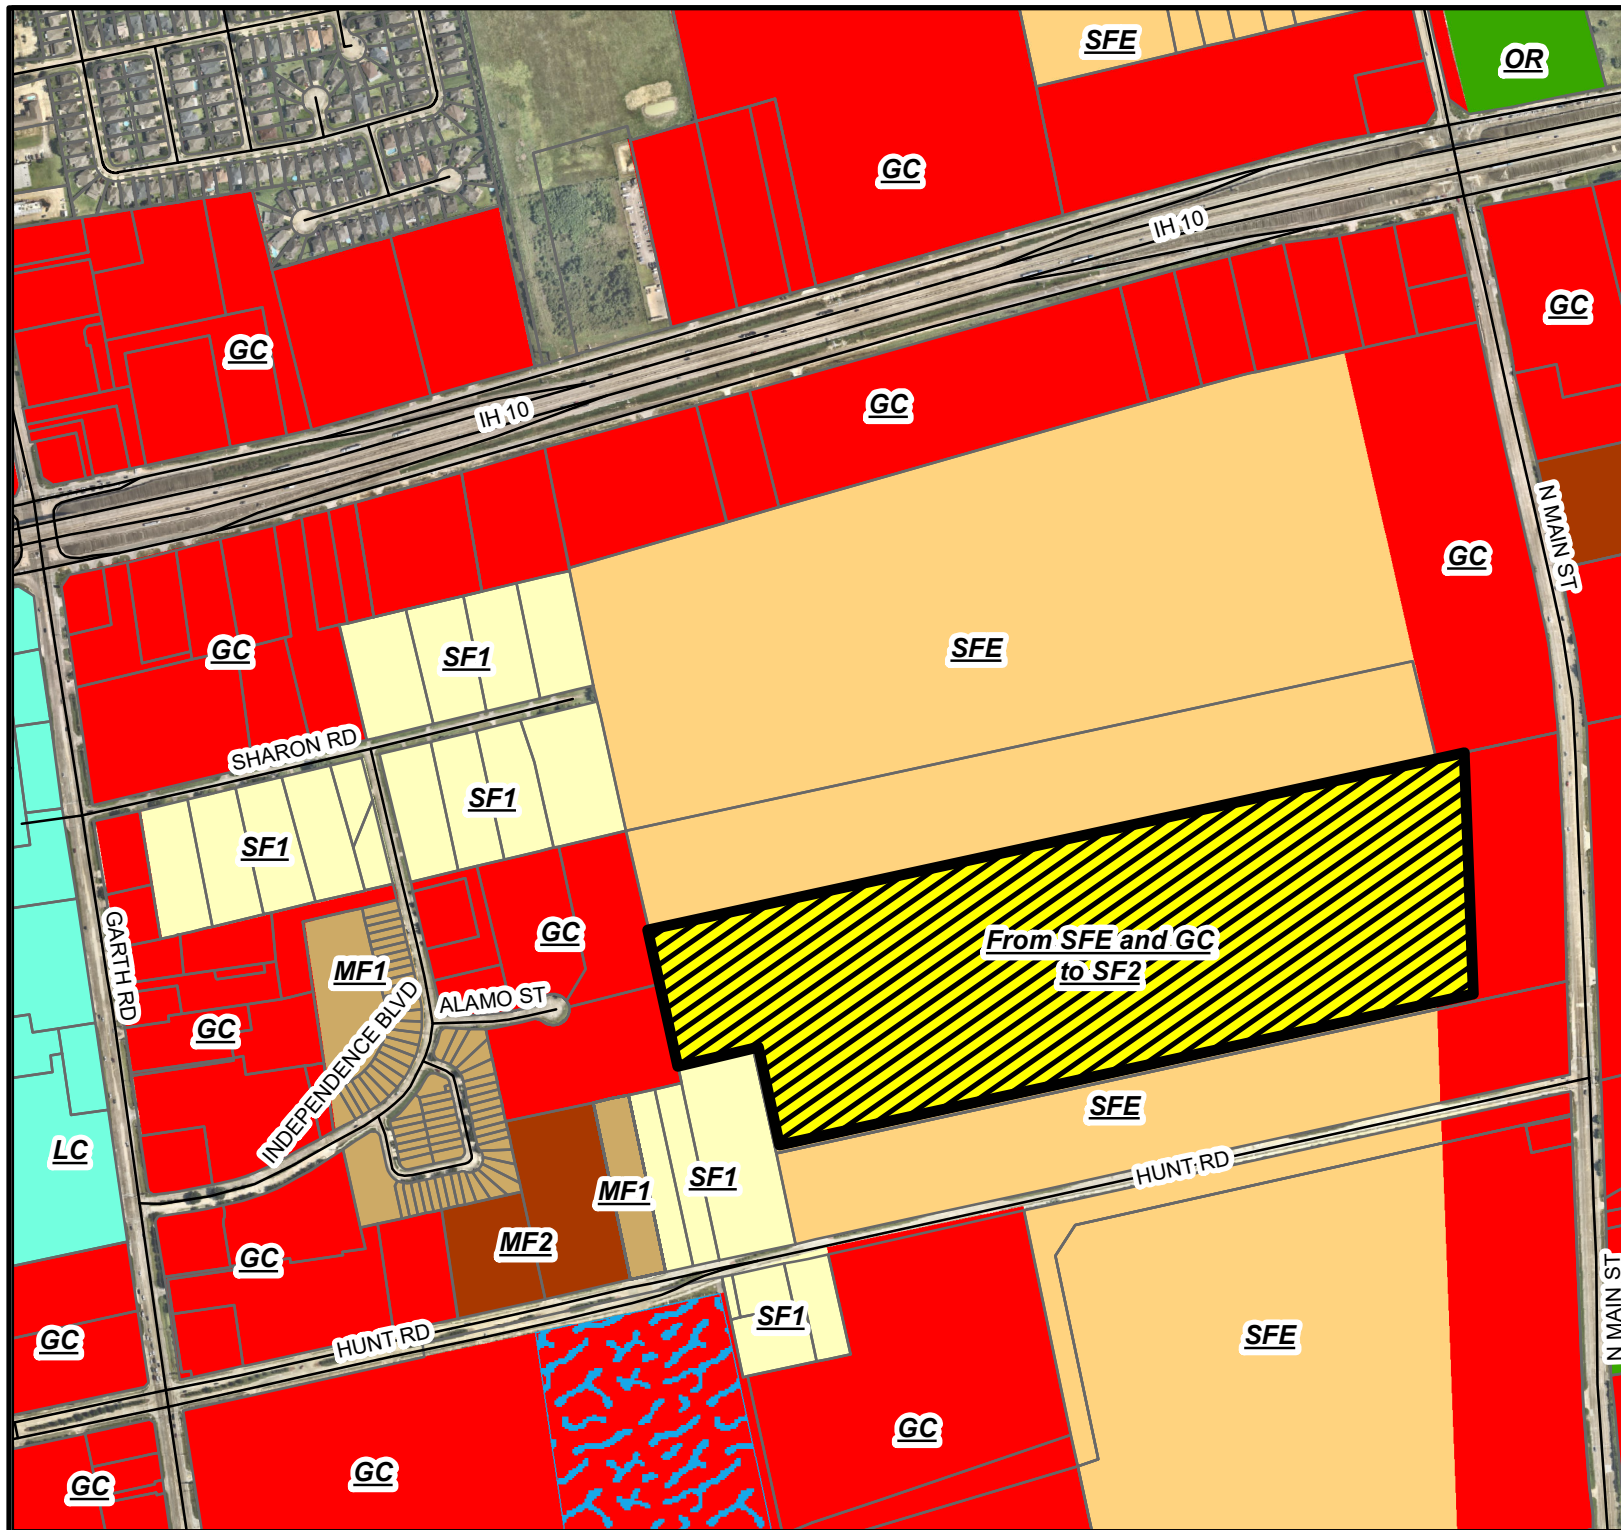 SFE
OR
GC
IH 10
GC
GC
IH 10
GC
GC
N MAIN ST
GC
SFE
GC
SF1
SHARON RD
SF1
SF1
GARTH RD
GC
From SFE and GC
to SF2
MF1
ALAMO ST
GC
INDEPENDENCE BLVD
SFE
LC
HUNT RD
SF1
MF1
MF2
GC
N MAIN ST
SF1
SFE
HUNT RD
GC
GC
GC
GC